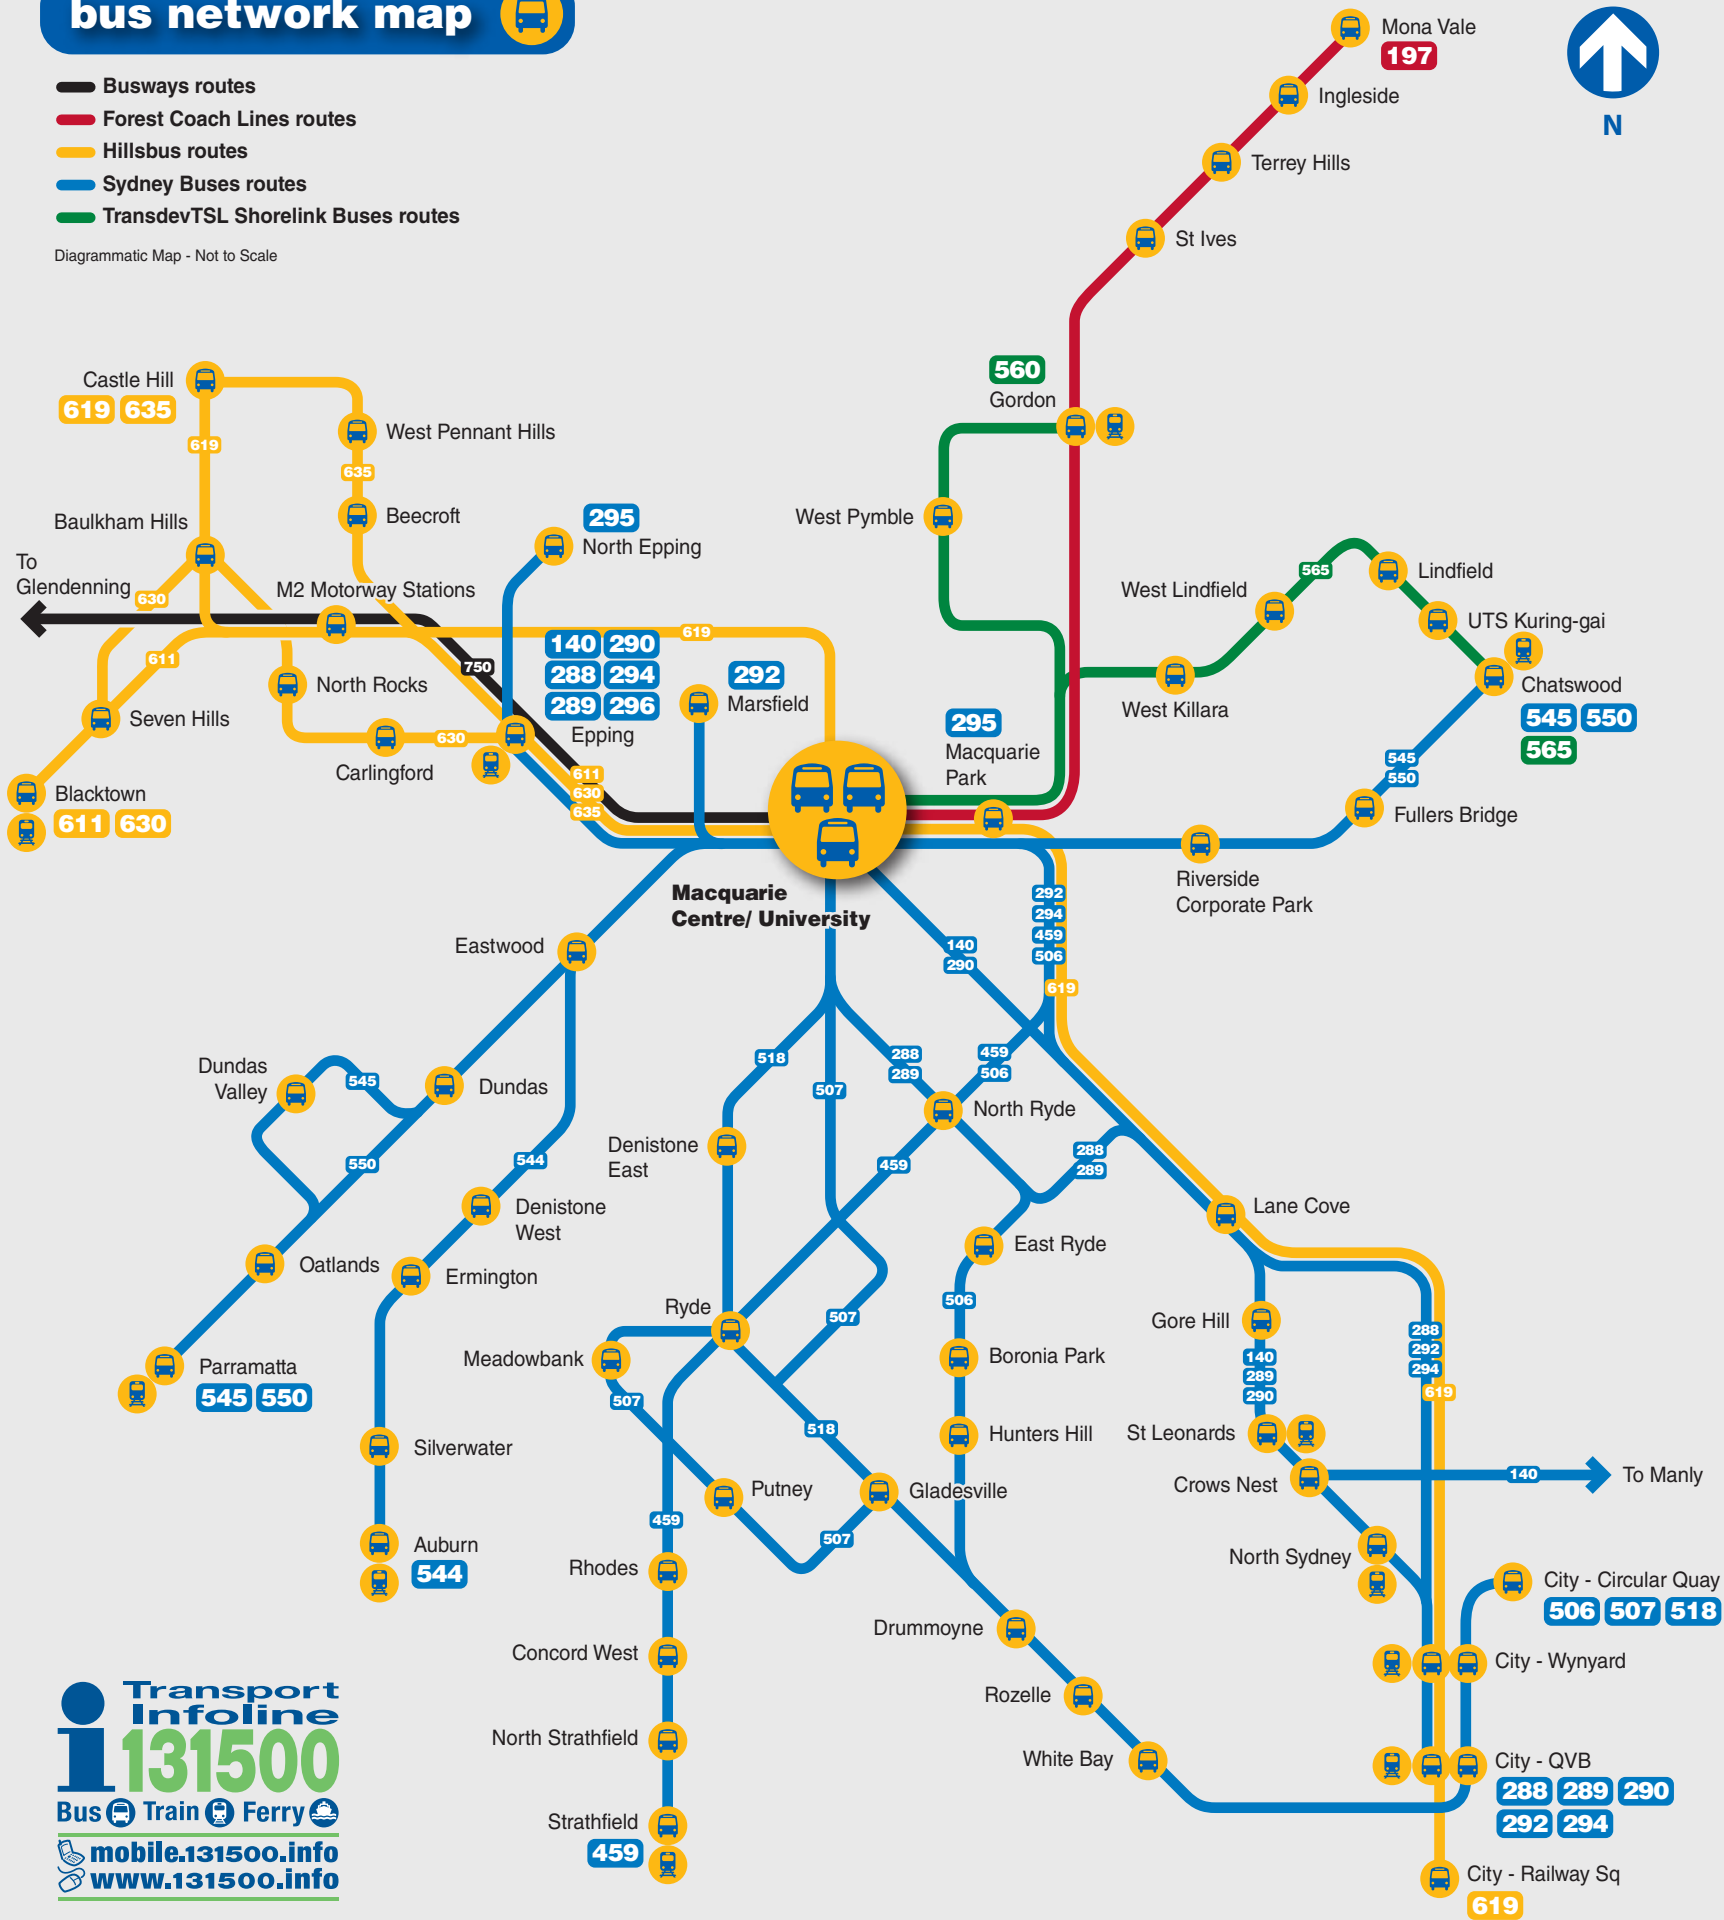 bus network map
Busways routes
Forest Coach Lines routes
Hillsbus routes
Sydney Buses routes
TransdevTSL Shorelink Buses routes
Diagrammatic Map - Not to Scale
N
Mona Vale
197
Ingleside
Terrey Hills
St Ives
560
Gordon
West Pymble
Castle Hill
619 635
619
West Pennant Hills
635
Beecroft
Baulkham Hills
To
Glendenning
630
M2 Motorway Stations
611
295
North Epping
750
140 290
288 294
289 296
Epping
619
292
Marsfield
North Rocks
Seven Hills
630
Carlingford
Blacktown
611 630
611
630
635
295
Macquarie
Park
565
Lindfield
West Lindfield
UTS Kuring-gai
West Killara
Chatswood
545 550
565
545
550
Fullers Bridge
Riverside
Corporate Park
Macquarie
Centre/ University
292
294
459
506
619
140
290
Eastwood
Dundas
Valley
545
Dundas
550
544
Denistone
West
Oatlands
Ermington
Parramatta
545 550
Silverwater
Auburn
544
518
507
288
289
459
506
North Ryde
Denistone
East
459
288
289
Lane Cove
East Ryde
Ryde
507
506
Gore Hill
Meadowbank
Boronia Park
140
289
290
288
292
294
619
507
518
Hunters Hill
St Leonards
Crows Nest
140
To Manly
Putney
Gladesville
459
507
North Sydney
Rhodes
City - Circular Quay
506 507 518
Drummoyne
Concord West
City - Wynyard
Rozelle
North Strathfield
White Bay
City - QVB
288 289 290
292 294
Strathfield
459
City - Railway Sq
619
Transport
Infoline
131500
Bus Train Ferry
mobile.131500.info
www.131500.info